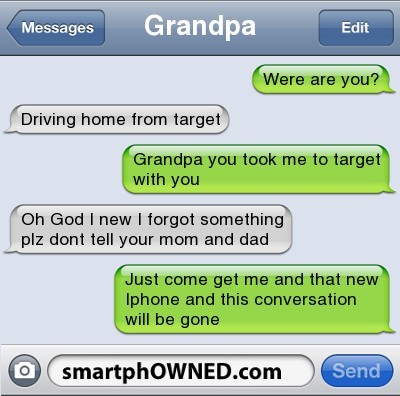 Messages
Grandpa
Edit
Were are you?
Driving home from target
Grandpa you took me to target
with you
Oh God I new I forgot something
plz dont tell your mom and dad
Just come get me and that new
Iphone and this conversation
will be gone
smartphOWNED.com
Send